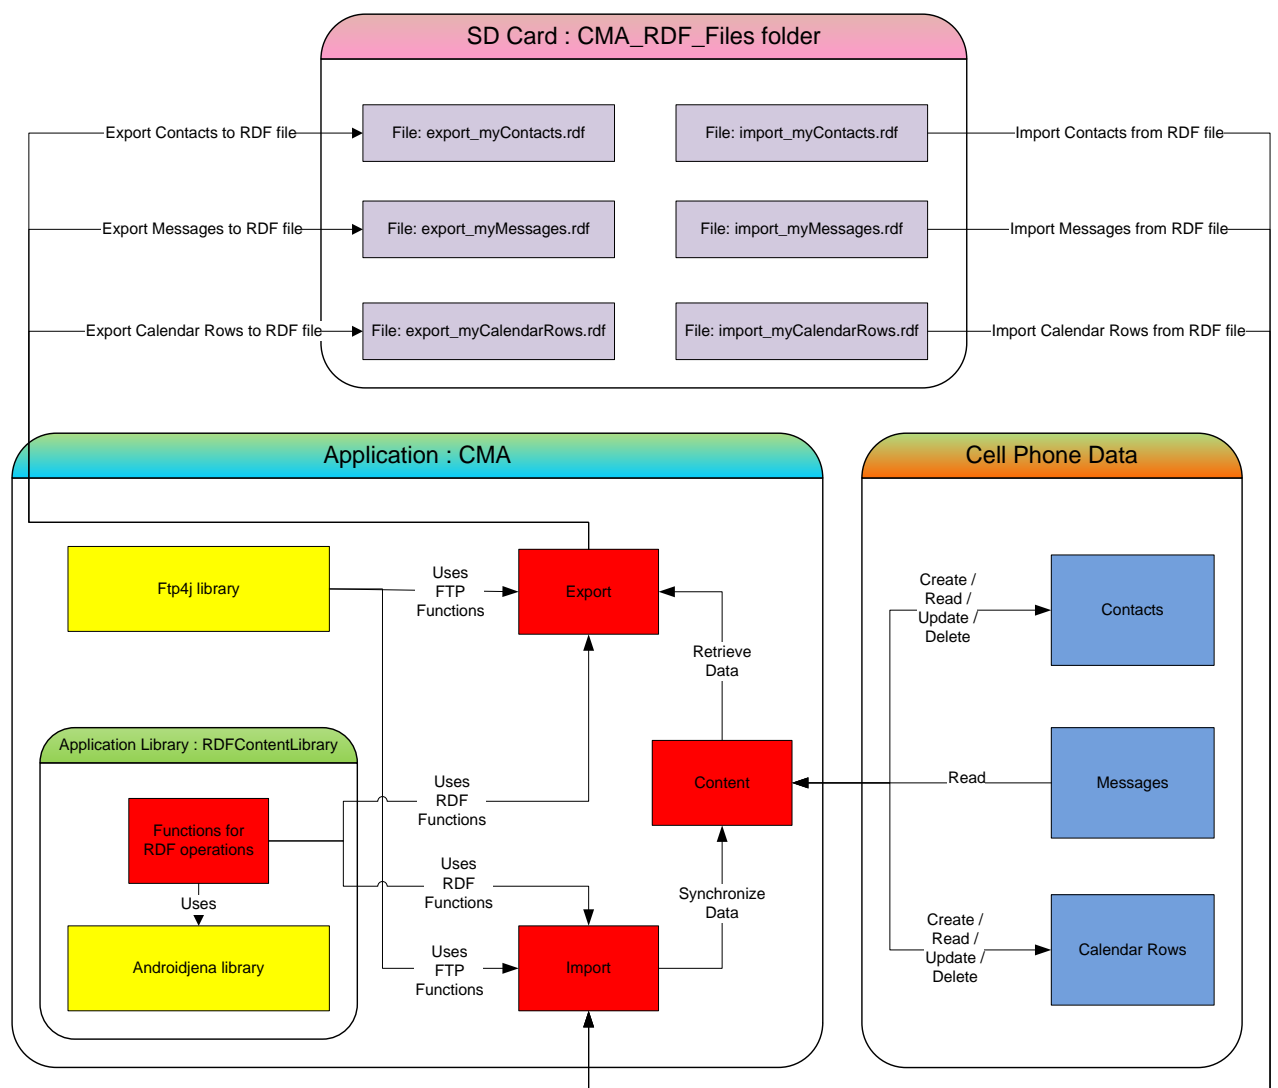 SD Card : CMA_RDF_Files folder
Export Contacts to RDF file
File: export_myContacts.rdf
File: import_myContacts.rdf
Import Contacts from RDF file
Export Messages to RDF file
File: export_myMessages.rdf
File: import_myMessages.rdf
Import Messages from RDF file
Export Calendar Rows to RDF file
File: export_myCalendarRows.rdf
File: import_myCalendarRows.rdf
Import Calendar Rows from RDF file
Application : CMA
Ftp4j library
Uses
FTP
Functions
Export
Retrieve
Data
Application Library : RDFContentLibrary
Functions for
RDF operations
Uses
Androidjena library
Uses
RDF
Functions
Uses
RDF
Functions
Uses
FTP
Functions
Import
Content
Synchronize
Data
Cell Phone Data
Create /
Read /
Update /
Delete
Contacts
Read
Messages
Create /
Read /
Update /
Delete
Calendar Rows